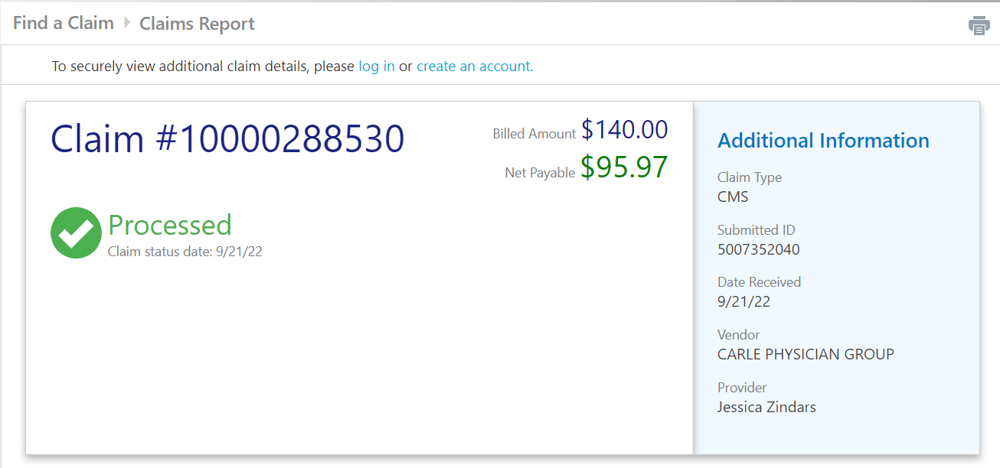 Find a Claim Claims Report
To securely view additional claim details, please log in or create an account.
Claim #10000288530
Billed Amount $140.00
Net Payable $95.97
Processed
Claim status date: 9/21/22
Additional Information
Claim Type
CMS
Submitted ID
5007352040
Date Received
9/21/22
Vendor
CARLE PHYSICIAN GROUP
Provider
Jessica Zindars